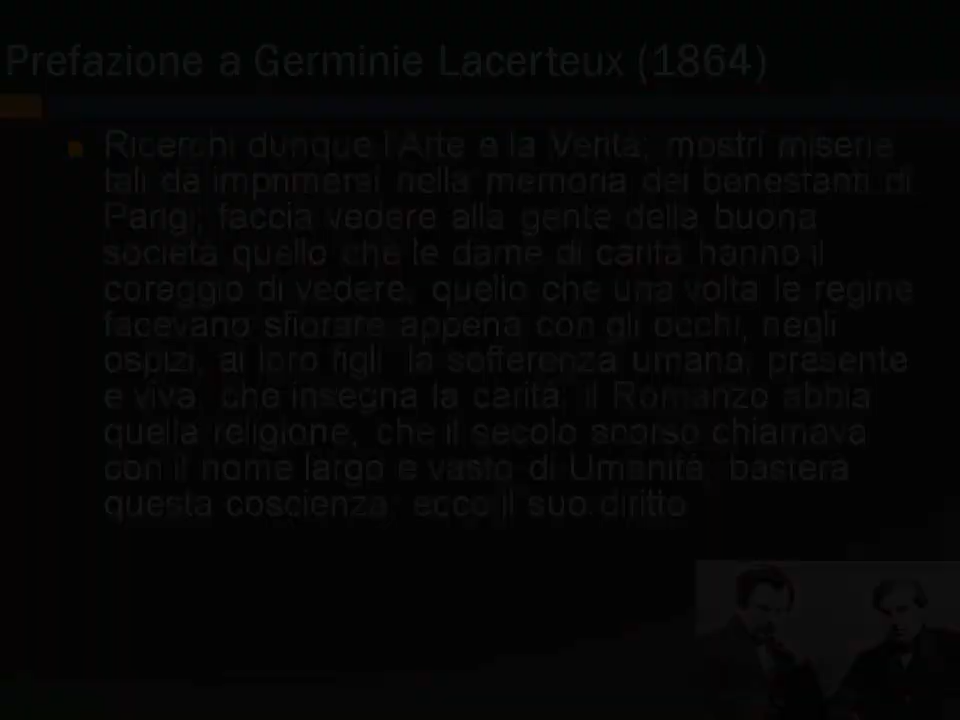 Prefazione a Germinie Lacerteux (1864)
Ricerchi dunque l'Arte e la Verità; mostri miserie
tali da imprimersi nella memoria dei benestanti di
Parigi; faccia vedere alla gente della buona
società quello che le dame di carità hanno il
coraggio di vedere, quello che una volta le regine
facevano sfiorare appena con gli occhi, negli
ospizi, ai loro figli: la sofferenza umana, presente
e viva, che insegna la carità; il Romanzo abbia
quella religione, che il secolo scorso chiamava
con il nome largo e vasto di Umanità; basterà
questa coscienza: ecco il suo diritto